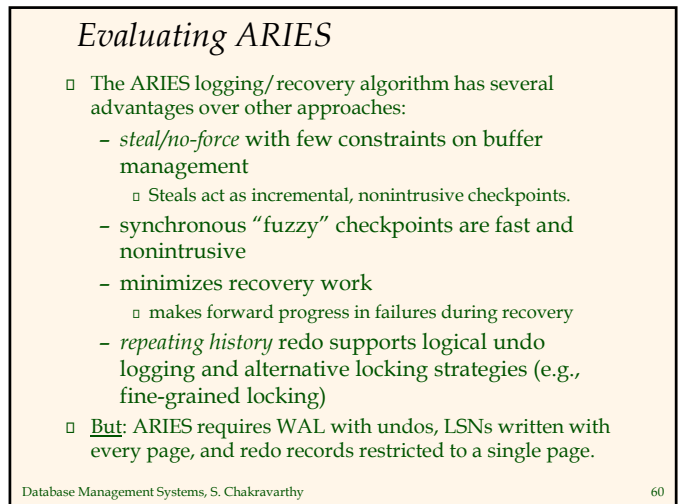 Evaluating ARIES
The ARIES logging/recovery algorithm has several
advantages over other approaches:
– steal/no-force with few constraints on buffer
management
Steals act as incremental, nonintrusive checkpoints.
– synchronous “fuzzy” checkpoints are fast and
nonintrusive
– minimizes recovery work
makes forward progress in failures during recovery
– repeating history redo supports logical undo
logging and alternative locking strategies (e.g.,
fine-grained locking)
But: ARIES requires WAL with undos, LSNs written with
every page, and redo records restricted to a single page.
Database Management Systems, S. Chakravarthy 60